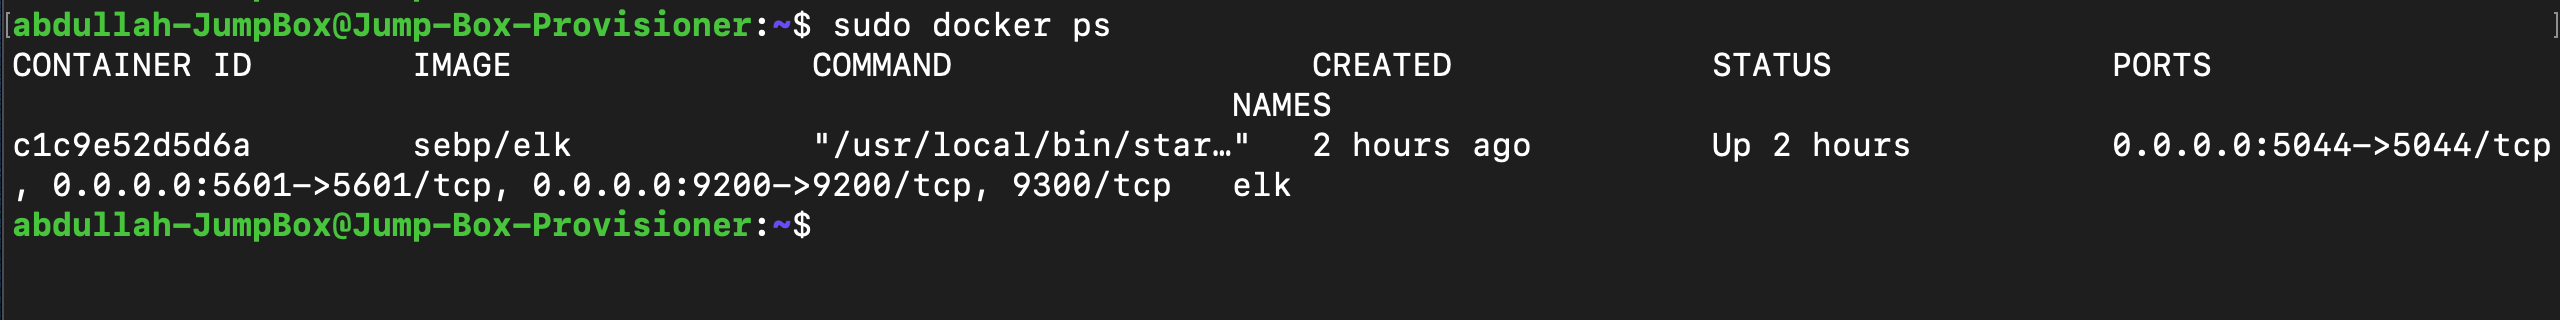 [abdullah-JumpBox@Jump-Box-Provisioner:~$ sudo docker ps ]
CONTAINER ID        IMAGE               COMMAND                  CREATED             STATUS              PORTS
                                                             NAMES
c1c9e52d5d6a        sebp/elk            "/usr/local/bin/star…"   2 hours ago         Up 2 hours          0.0.0.0:5044->5044/tcp
, 0.0.0.0:5601->5601/tcp, 0.0.0.0:9200->9200/tcp, 9300/tcp   elk
abdullah-JumpBox@Jump-Box-Provisioner:~$